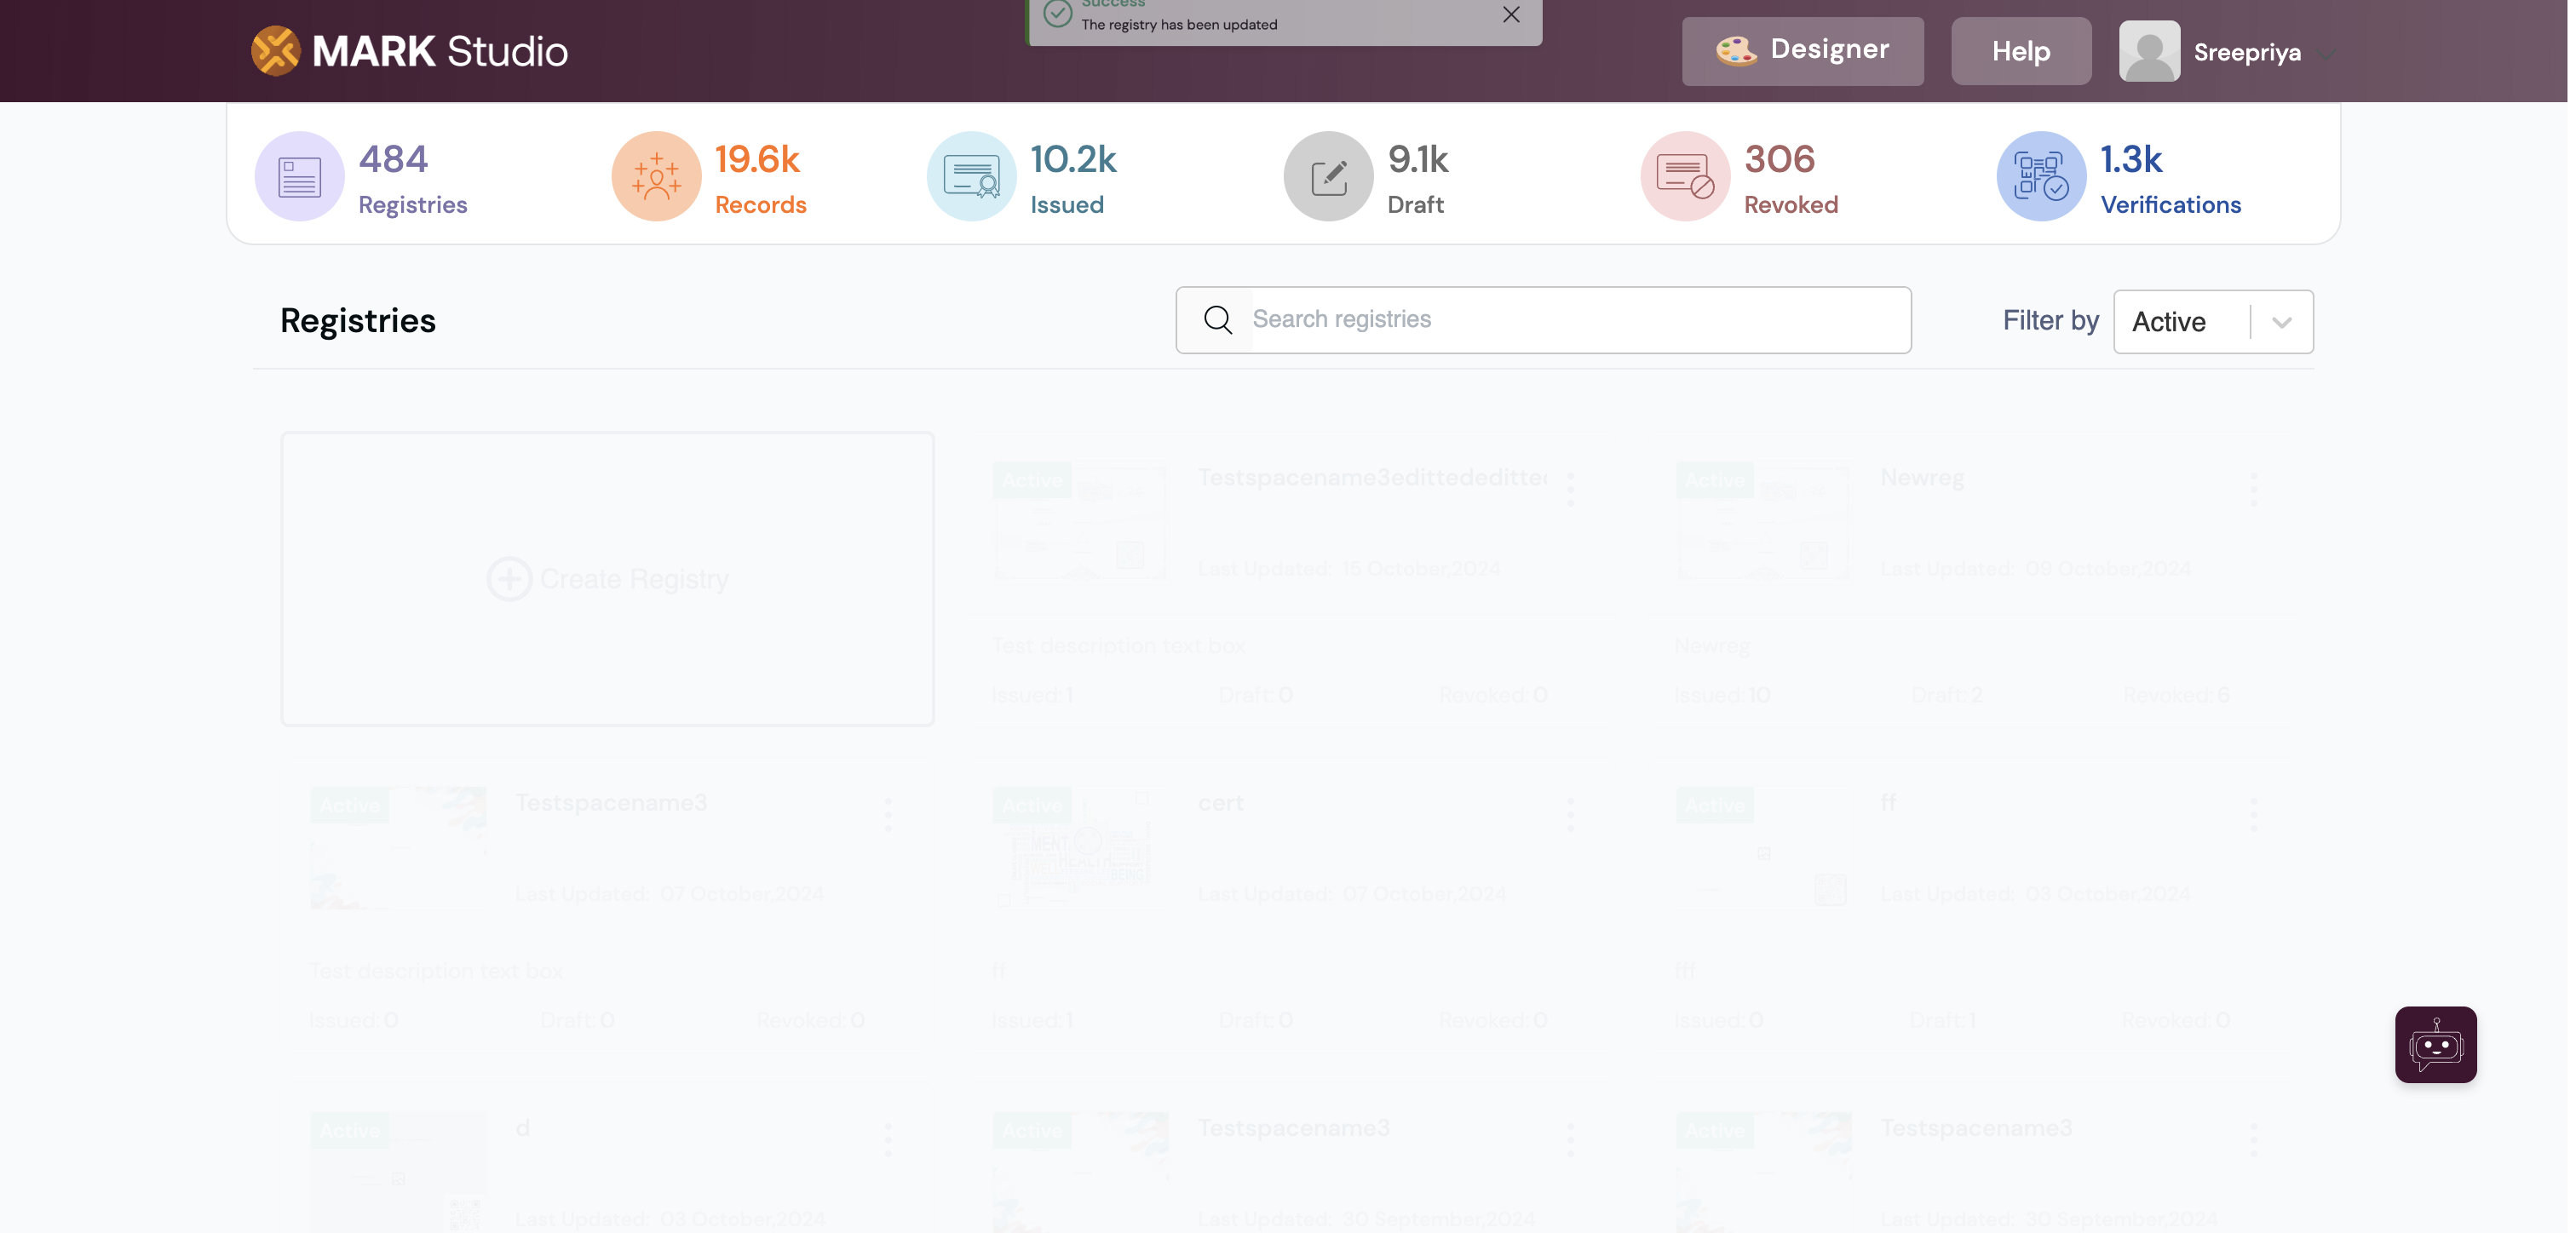 Success
The registry has been updated
MARK Studio
Designer
Help
Sreepriya
484
Registries
19.6k
Records
10.2k
Issued
9.1k
Draft
306
Revoked
1.3k
Verifications
Registries
Search registries
Filter by
Active
Create Registry
Active
Testspacename3edittededitte
Last Updated: 15 October,2024
Test description text box
Issued: 1 Draft: 0 Revoked: 0
Active
Newreg
Last Updated: 09 October,2024
Newreg
Issued: 10 Draft: 2 Revoked: 6
Active
Testspacename3
Last Updated: 07 October,2024
Test description text box
Issued: 0 Draft: 0 Revoked: 0
Active
cert
MENT
HEALTH
BEING
Last Updated: 07 October,2024
ff
Issued: 1 Draft: 0 Revoked: 0
Active
ff
Last Updated: 03 October,2024
fff
Issued: 0 Draft: 1 Revoked: 0
Active
d
Last Updated: 03 October,2024
Active
Testspacename3
Last Updated: 30 September,2024
Active
Testspacename3
Last Updated: 30 September,2024